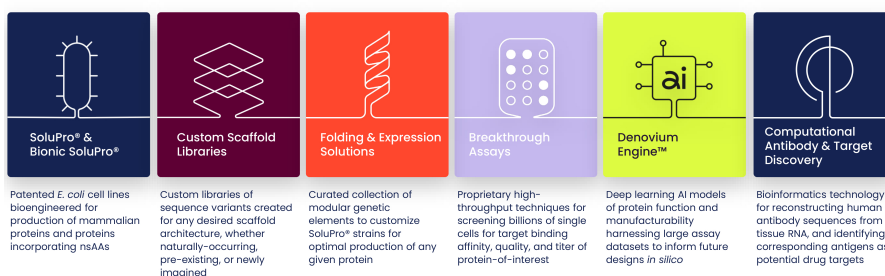 SoluPro® &
Bionic SoluPro®
Patented E. coli cell lines
bioengineered for
production of mammalian
proteins and proteins
incorporating nsAAs
Custom Scaffold
Libraries
Custom libraries of
sequence variants created
for any desired scaffold
architecture, whether
naturally-occurring,
pre-existing, or newly
imagined
Folding & Expression
Solutions
Curated collection of
modular genetic
elements to customize
SoluPro® strains for
optimal production of any
given protein
Breakthrough
Assays
Proprietary high-
throughput techniques for
screening billions of single
cells for target binding
affinity, quality, and titer of
protein-of-interest
ai
Denovium
Engine™
Deep learning AI models
of protein function and
manufacturability
harnessing large assay
datasets to inform future
designs in silico
Computational
Antibody & Target
Discovery
Bioinformatics technology
for reconstructing human
antibody sequences from
tissue RNA, and identifying
corresponding antigens as
potential drug targets